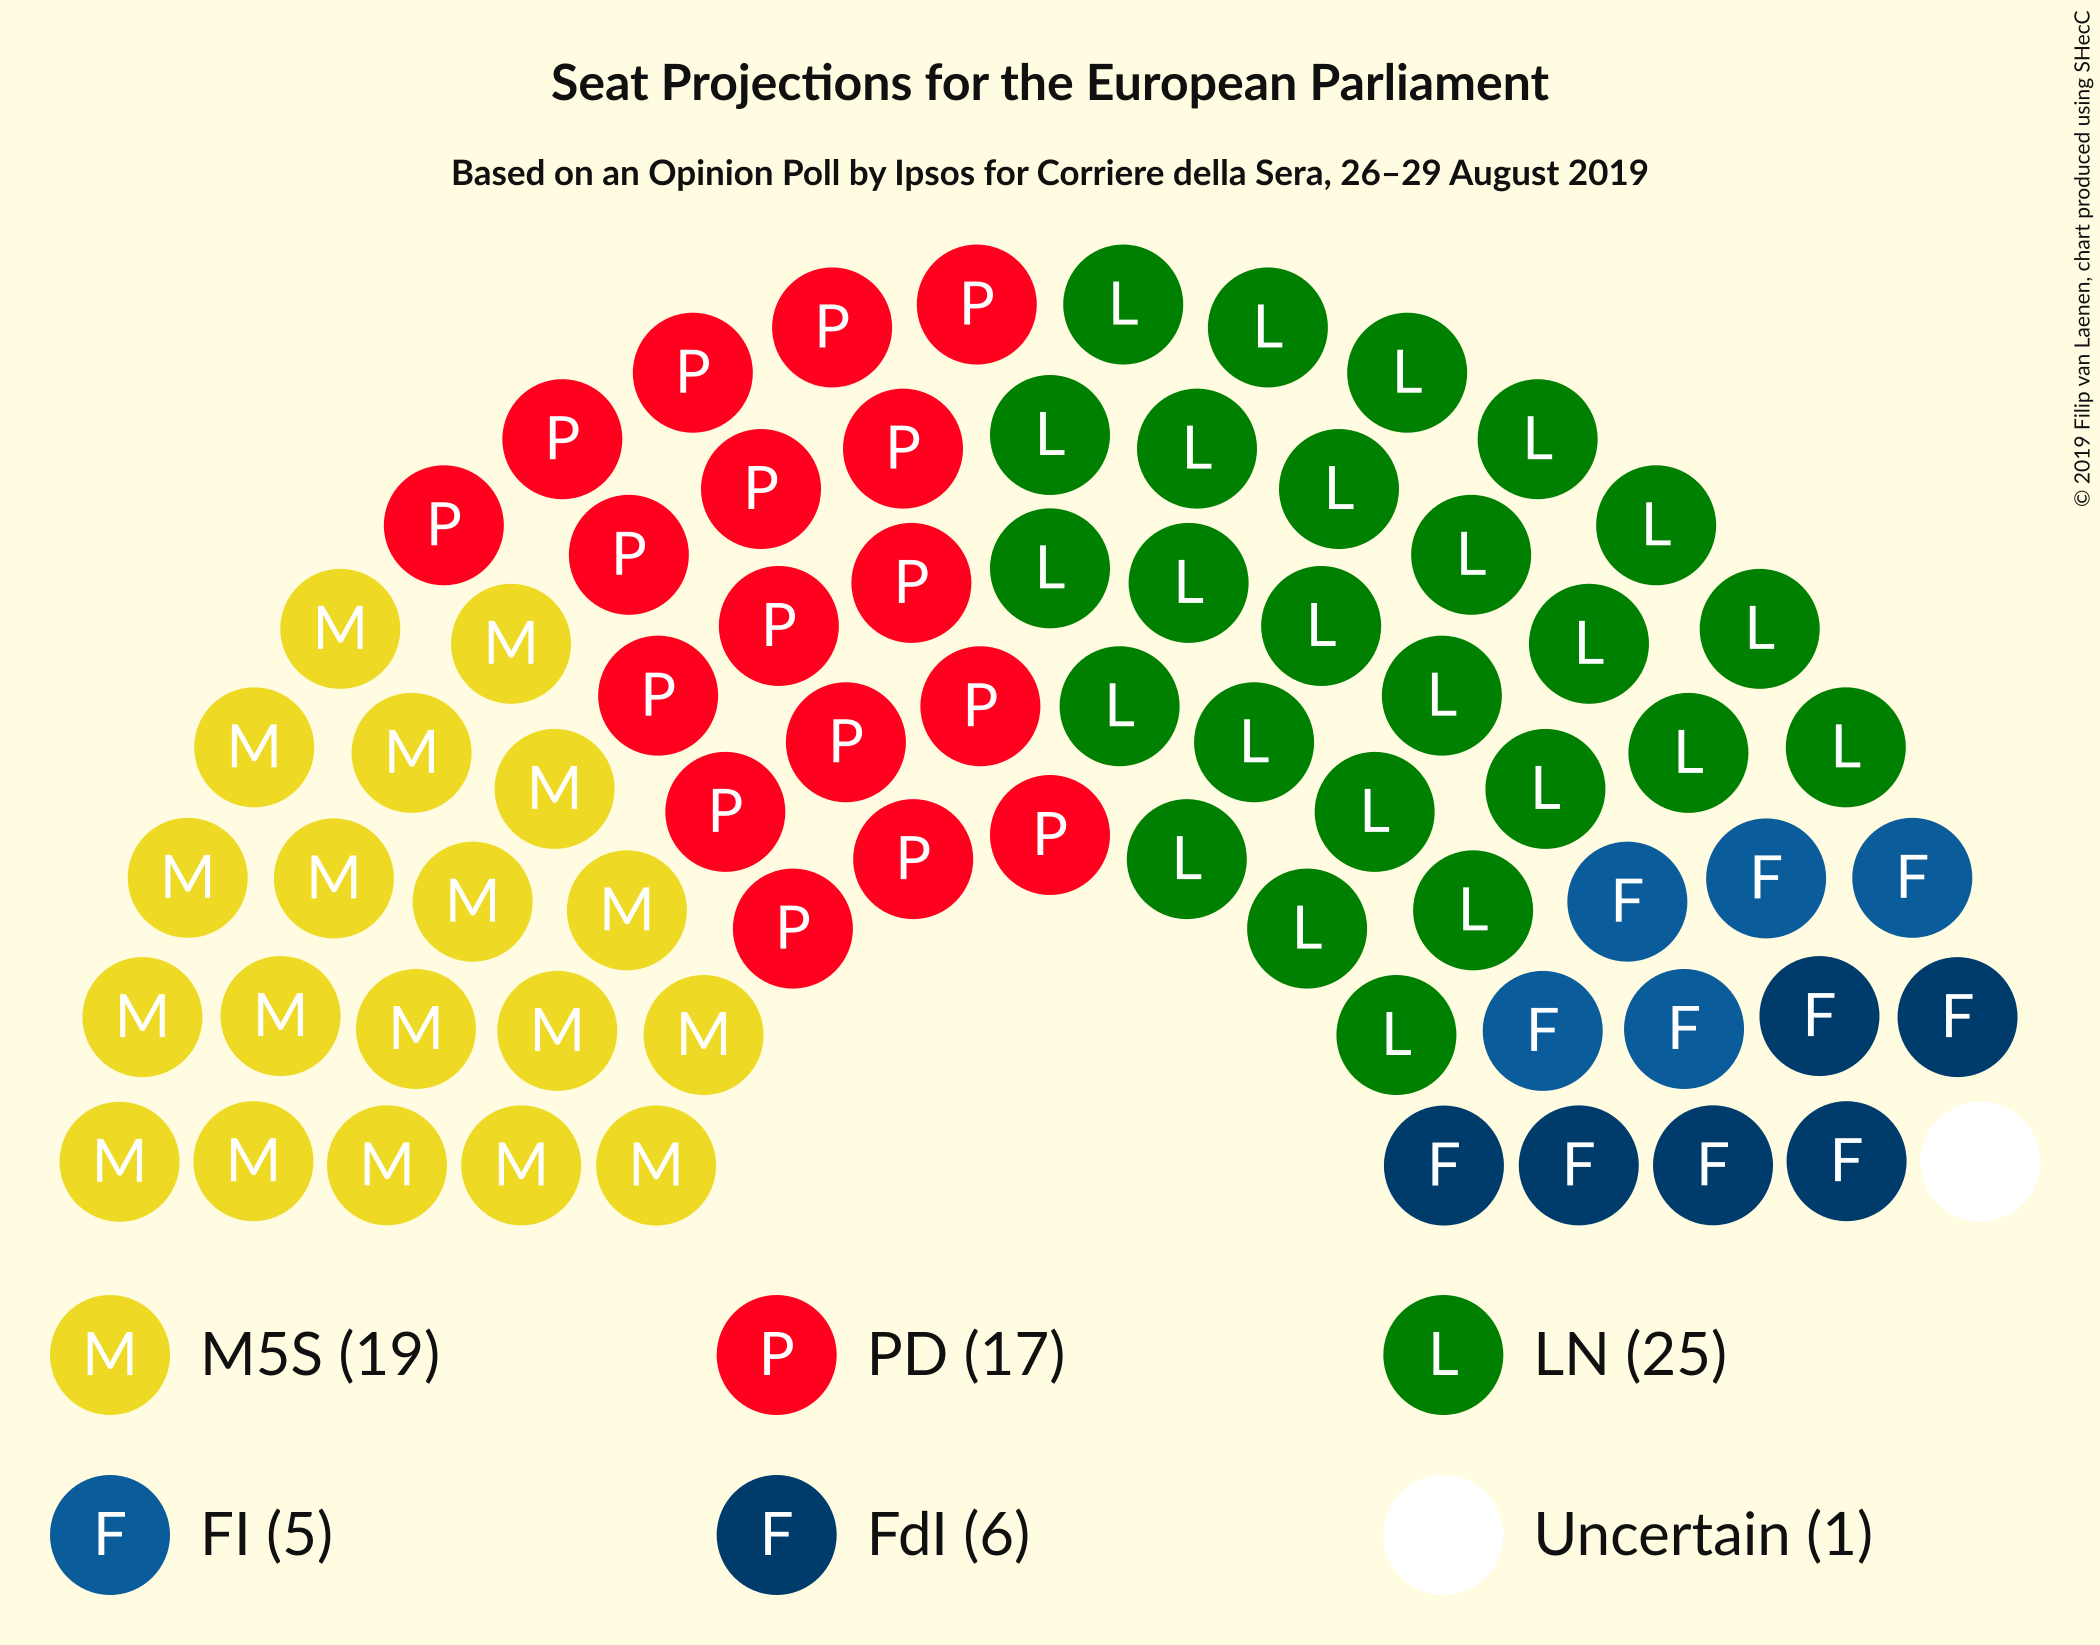 Seat Projections for the European Parliament
Based on an Opinion Poll by Ipsos for Corriere della Sera, 26–29 August 2019
© 2019 Filip van Laenen, chart produced using SHecC
P P L L
P L
P P L L L
P P L L
P P L L
P P L L
M M P P L L L
P P L L
M M M P P L L L L
P L
M M M M P L L F F F
P L
M M M M M L F F F F
M M M M M F F F F
M M5S (19) P PD (17) L LN (25)
F FI (5) F FdI (6) Uncertain (1)